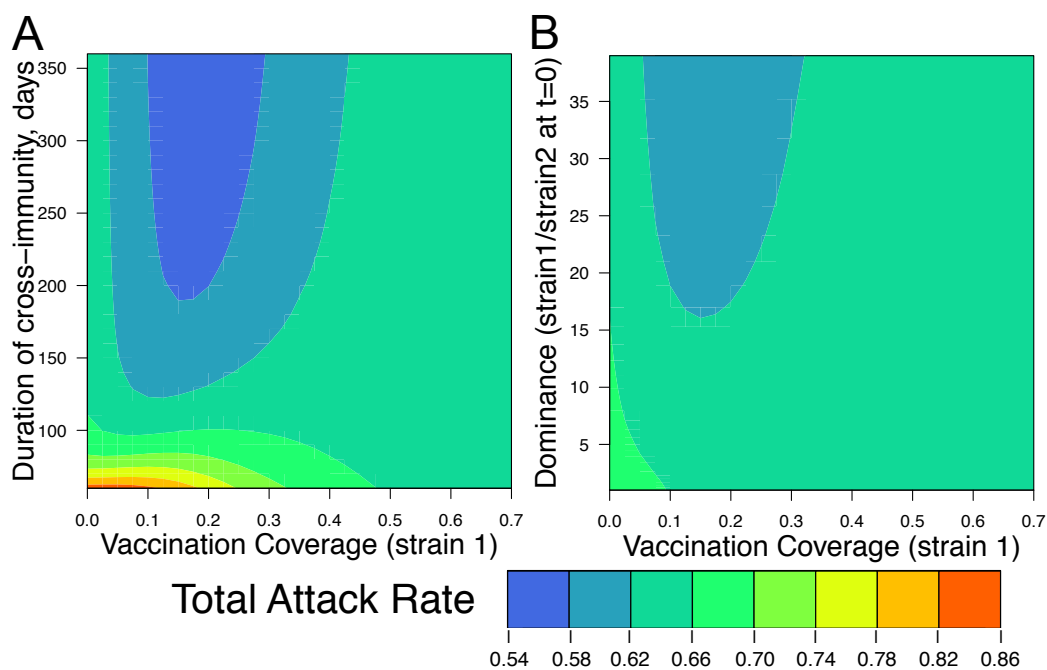 A
B
Duration of cross-immunity, days
350
300
250
200
150
100
0.0 0.1 0.2 0.3 0.4 0.5 0.6 0.7
Vaccination Coverage (strain 1)
Dominance (strain1/strain2 at t=0)
35
30
25
20
15
10
5
0.0 0.1 0.2 0.3 0.4 0.5 0.6 0.7
Vaccination Coverage (strain 1)
Total Attack Rate
0.54 0.58 0.62 0.66 0.70 0.74 0.78 0.82 0.86